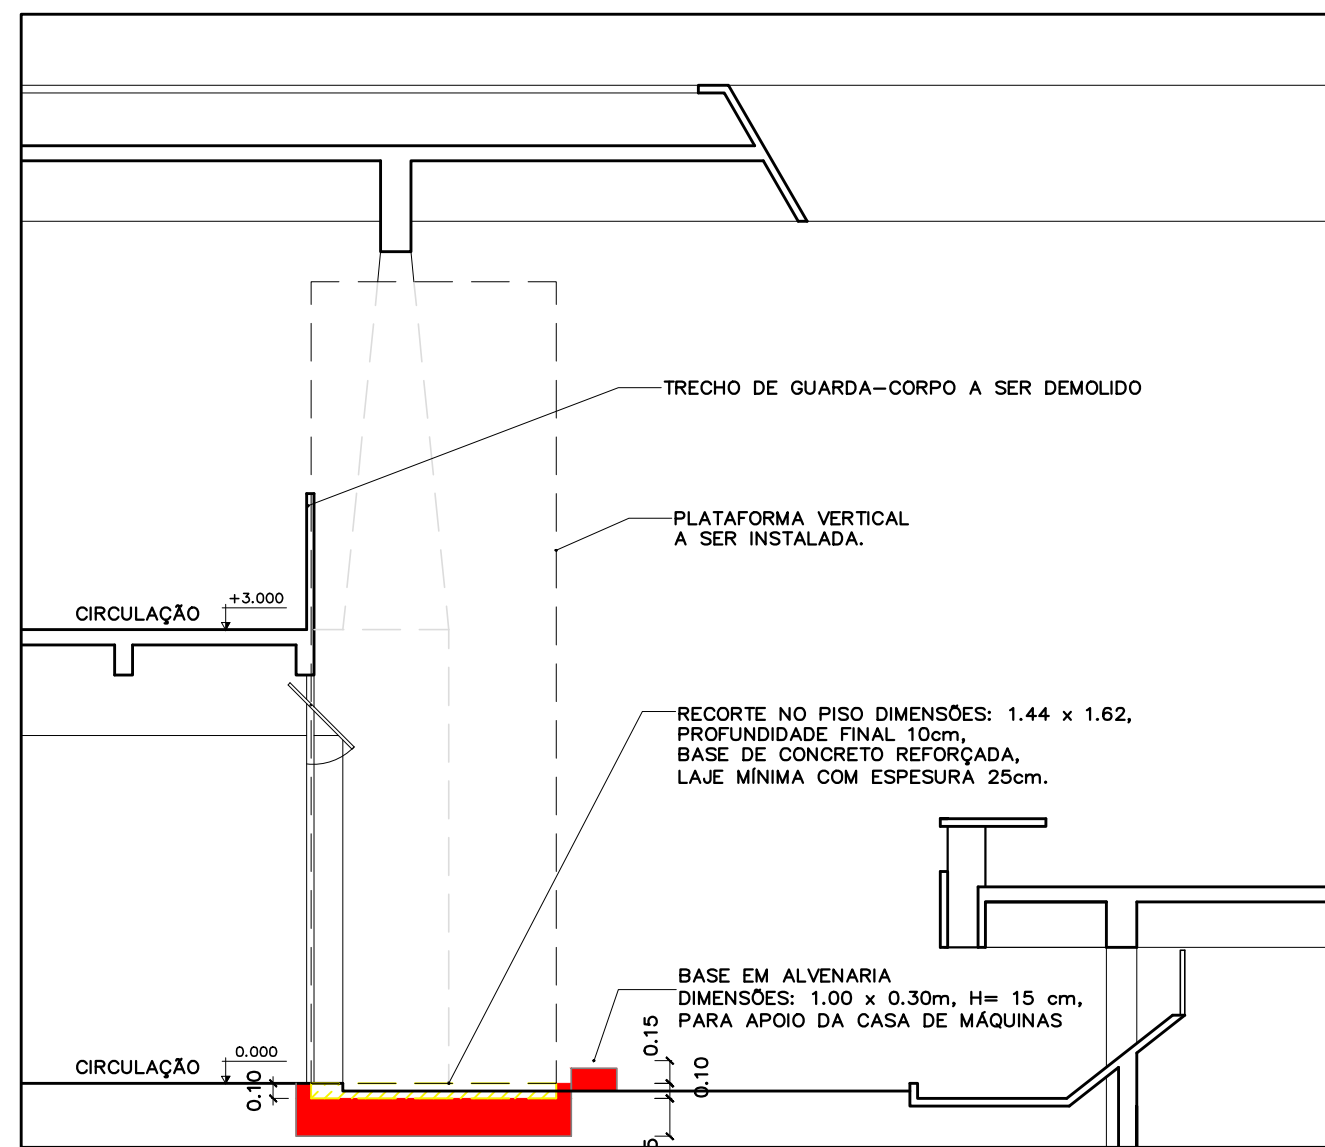 TRECHO DE GUARDA-CORPO A SER DEMOLIDO
PLATAFORMA VERTICAL
A SER INSTALADA.
CIRCULAÇÃO
+3.000
RECORTE NO PISO DIMENSÕES: 1.44 x 1.62,
PROFUNDIDADE FINAL 10cm,
BASE DE CONCRETO REFORÇADA,
LAJE MÍNIMA COM ESPESURA 25cm.
BASE EM ALVENARIA
DIMENSÕES: 1.00 x 0.30m, H= 15 cm,
PARA APOIO DA CASA DE MÁQUINAS
CIRCULAÇÃO
0.000
0.10
0.15
0.10